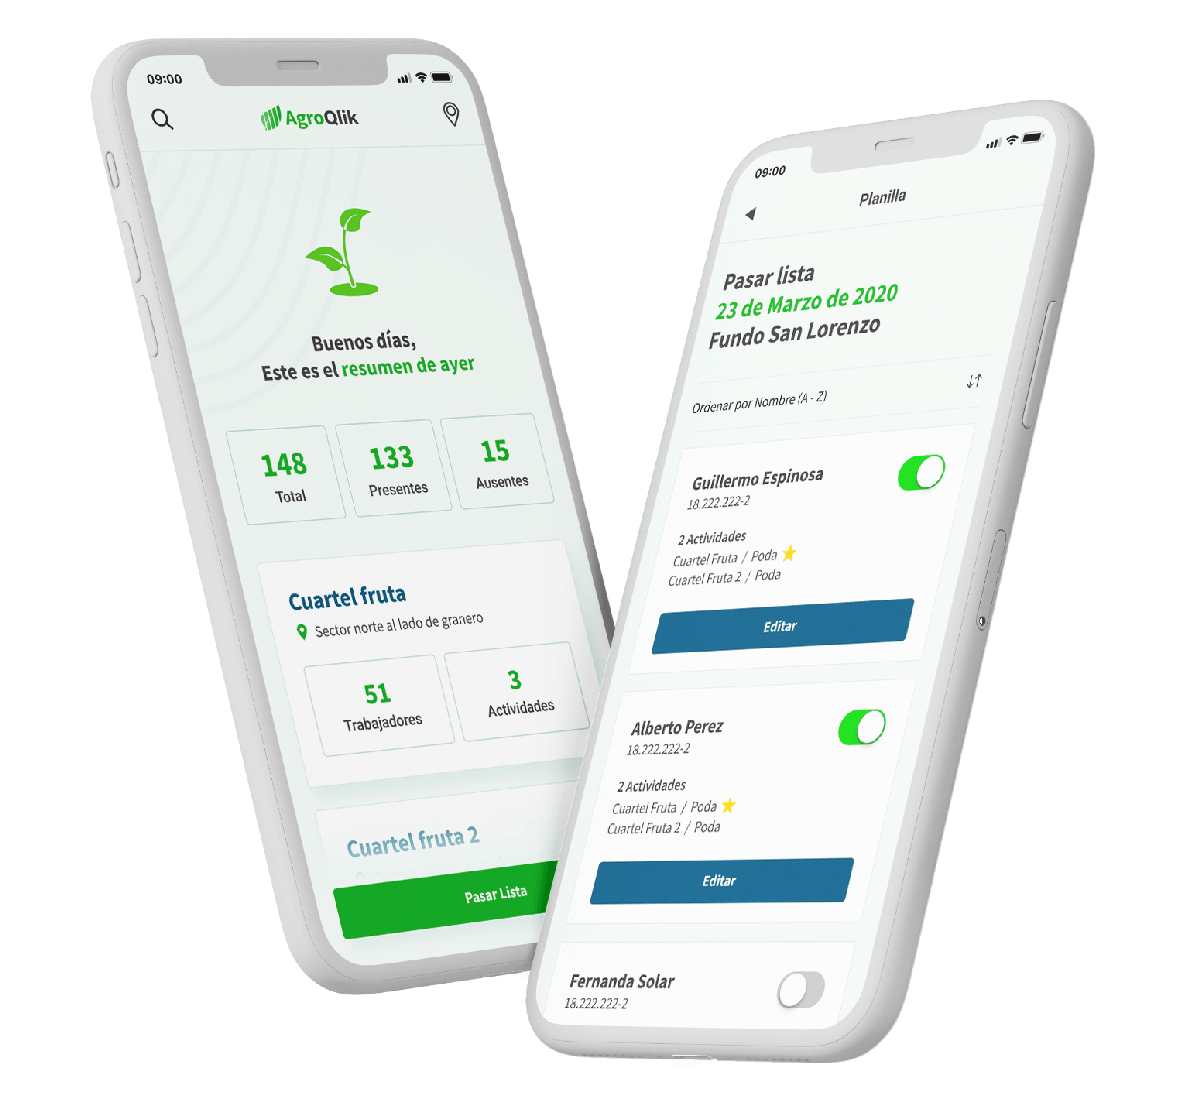 09:00
AgroQlik
Buenos días,
Este es el resumen de ayer
148
Total
133
Presentes
15
Ausentes
Cuartel fruta
Sector norte al lado de granero
51
Trabajadores
3
Actividades
Cuartel fruta 2
Pasar Lista
09:00
Planilla
Pasar lista
23 de Marzo de 2020
Fundo San Lorenzo
Ordenar por Nombre (A - Z)
Guillermo Espinosa
18.222.222-2
2 Actividades
Cuartel Fruta / Poda
Cuartel Fruta 2 / Poda
Editar
Alberto Perez
18.222.222-2
2 Actividades
Cuartel Fruta / Poda
Cuartel Fruta 2 / Poda
Editar
Fernanda Solar
18.222.222-2